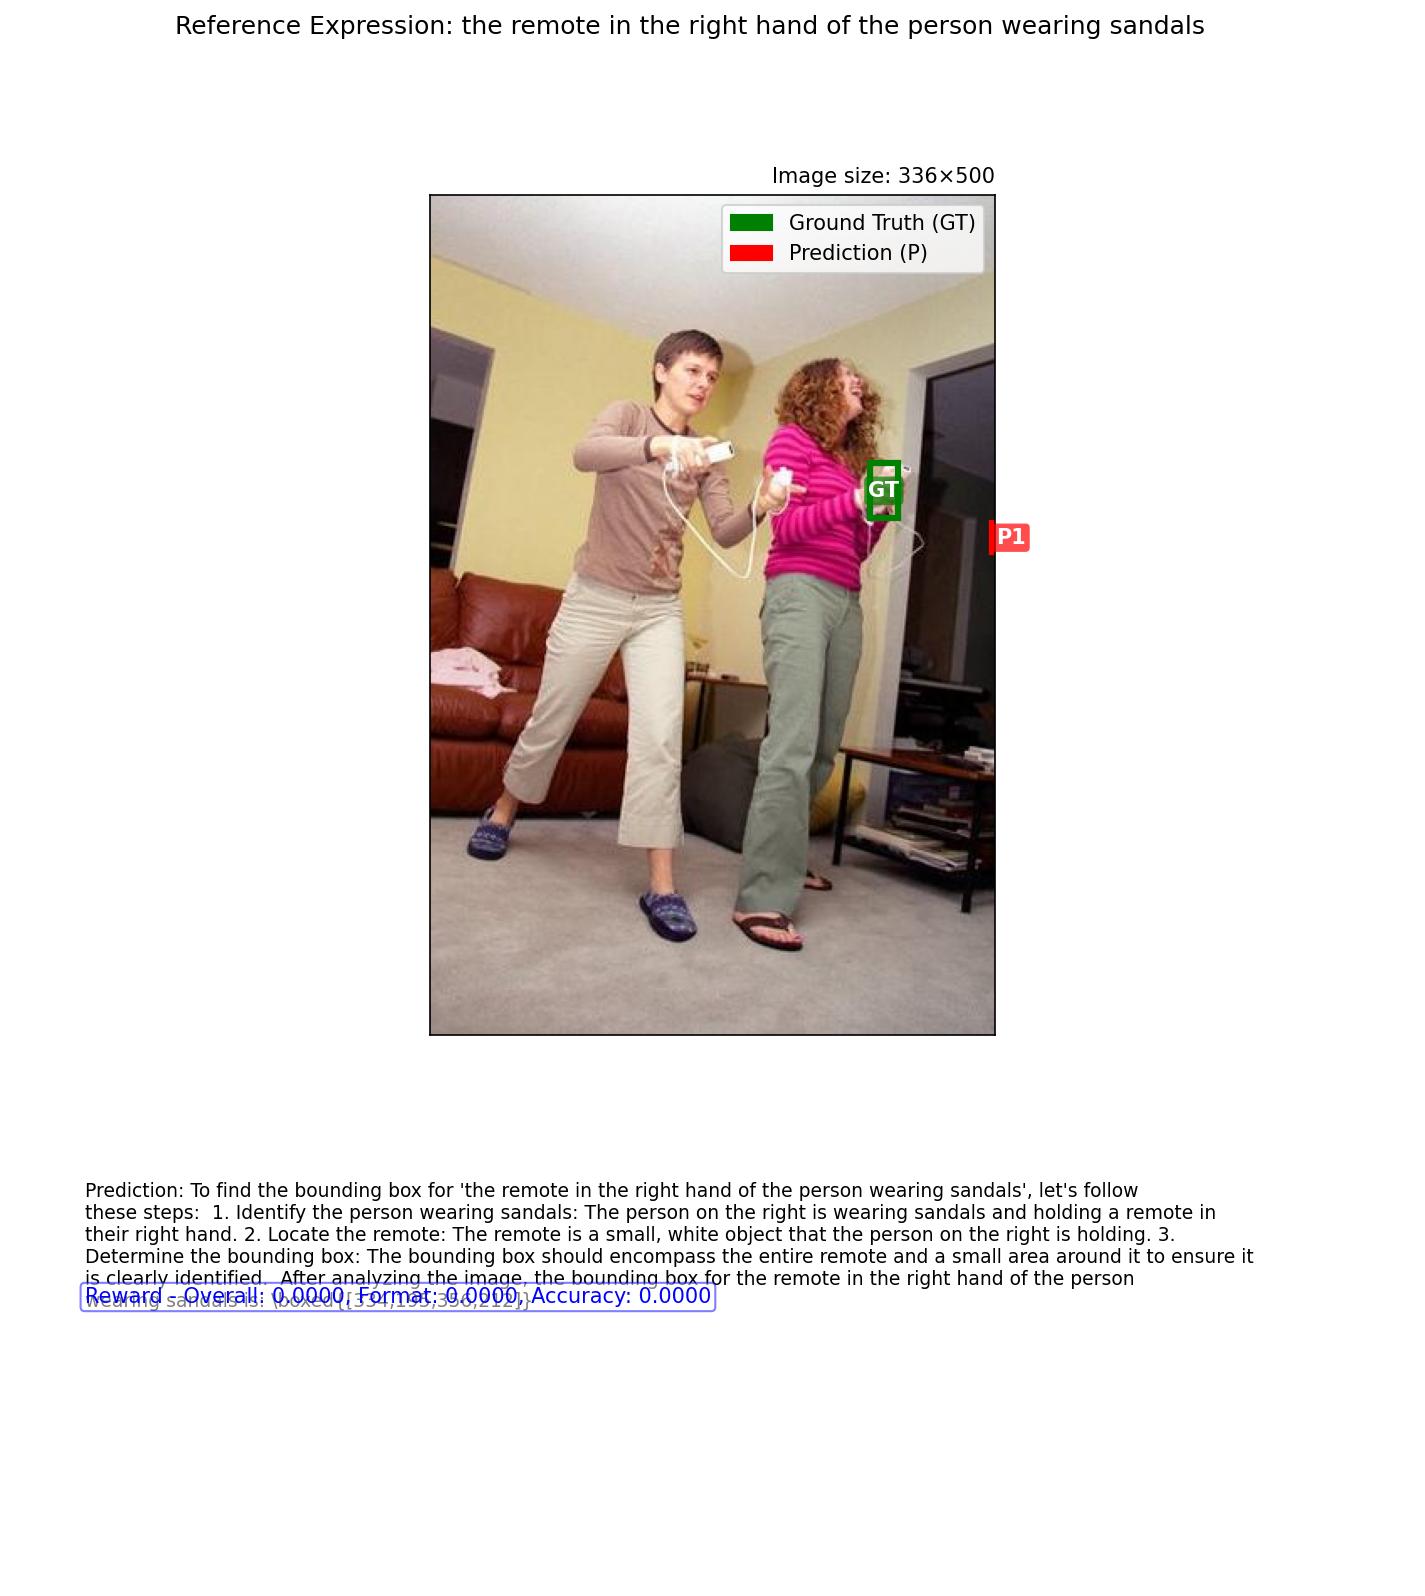 Reference Expression: the remote in the right hand of the person wearing sandals
Image size: 336×500
Ground Truth (GT)
Prediction (P)
GT
P1
Prediction: To find the bounding box for 'the remote in the right hand of the person wearing sandals', let's follow
these steps:  1. Identify the person wearing sandals: The person on the right is wearing sandals and holding a remote in
their right hand. 2. Locate the remote: The remote is a small, white object that the person on the right is holding. 3.
Determine the bounding box: The bounding box should encompass the entire remote and a small area around it to ensure it
is clearly identified.  After analyzing the image, the bounding box for the remote in the right hand of the person
wearing sandals is: \boxed{[334,193,356,212]}
Reward - Overall: 0.0000, Format: 0.0000, Accuracy: 0.0000